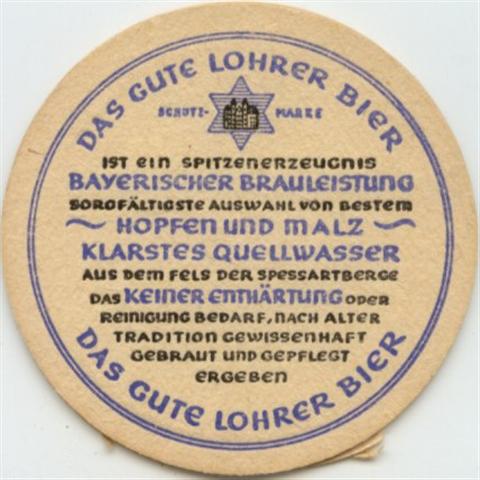 DAS GUTE LOHRER BIER
SCHUTZ- MARKE
IST EIN SPITZENERZEUGNIS
BAYERISCHER BRAULEISTUNG
SORGFÄLTIGSTE AUSWAHL VON BESTEM
~ HOPFEN UND MALZ ~
KLARSTES QUELLWASSER
AUS DEM FELS DER SPESSARTBERGE
DAS KEINER ENTHÄRTUNG ODER
REINIGUNG BEDARF, NACH ALTER
TRADITION GEWISSENHAFT
GEBRAUT UND GEPFLEGT
ERGEBEN
DAS GUTE LOHRER BIER